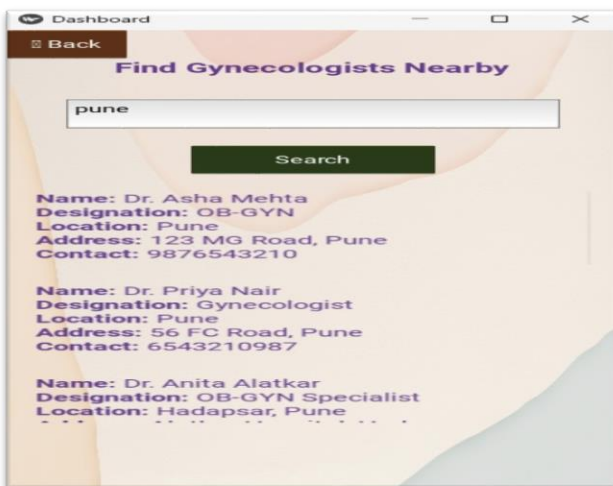 Dashboard
Back
Find Gynecologists Nearby
pune
Search
Name: Dr. Asha Mehta
Designation: OB-GYN
Location: Pune
Address: 123 MG Road, Pune
Contact: 9876543210
Name: Dr. Priya Nair
Designation: Gynecologist
Location: Pune
Address: 56 FC Road, Pune
Contact: 6543210987
Name: Dr. Anita Alatkar
Designation: OB-GYN Specialist
Location: Hadapsar, Pune